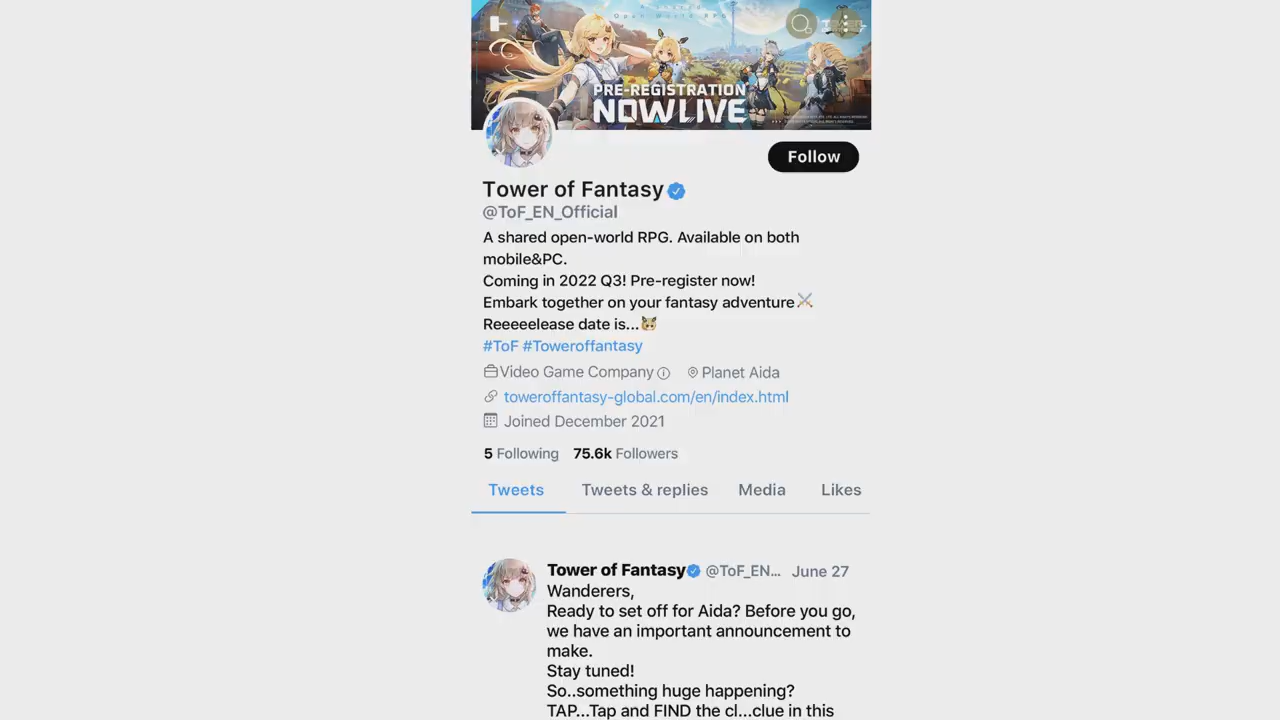 Open World RPG
PRE-REGISTRATION
NOW LIVE
Follow
Tower of Fantasy
@ToF_EN_Official
A shared open-world RPG. Available on both
mobile&PC.
Coming in 2022 Q3! Pre-register now!
Embark together on your fantasy adventure⚔️
Reeeeelease date is...
#ToF #Toweroffantasy
Video Game Company Planet Aida
toweroffantasy-global.com/en/index.html
Joined December 2021
5 Following 75.6k Followers
Tweets Tweets & replies Media Likes
Tower of Fantasy @ToF_EN... June 27
Wanderers,
Ready to set off for Aida? Before you go,
we have an important announcement to
make.
Stay tuned!
So..something huge happening?
TAP...Tap and FIND the cl...clue in this